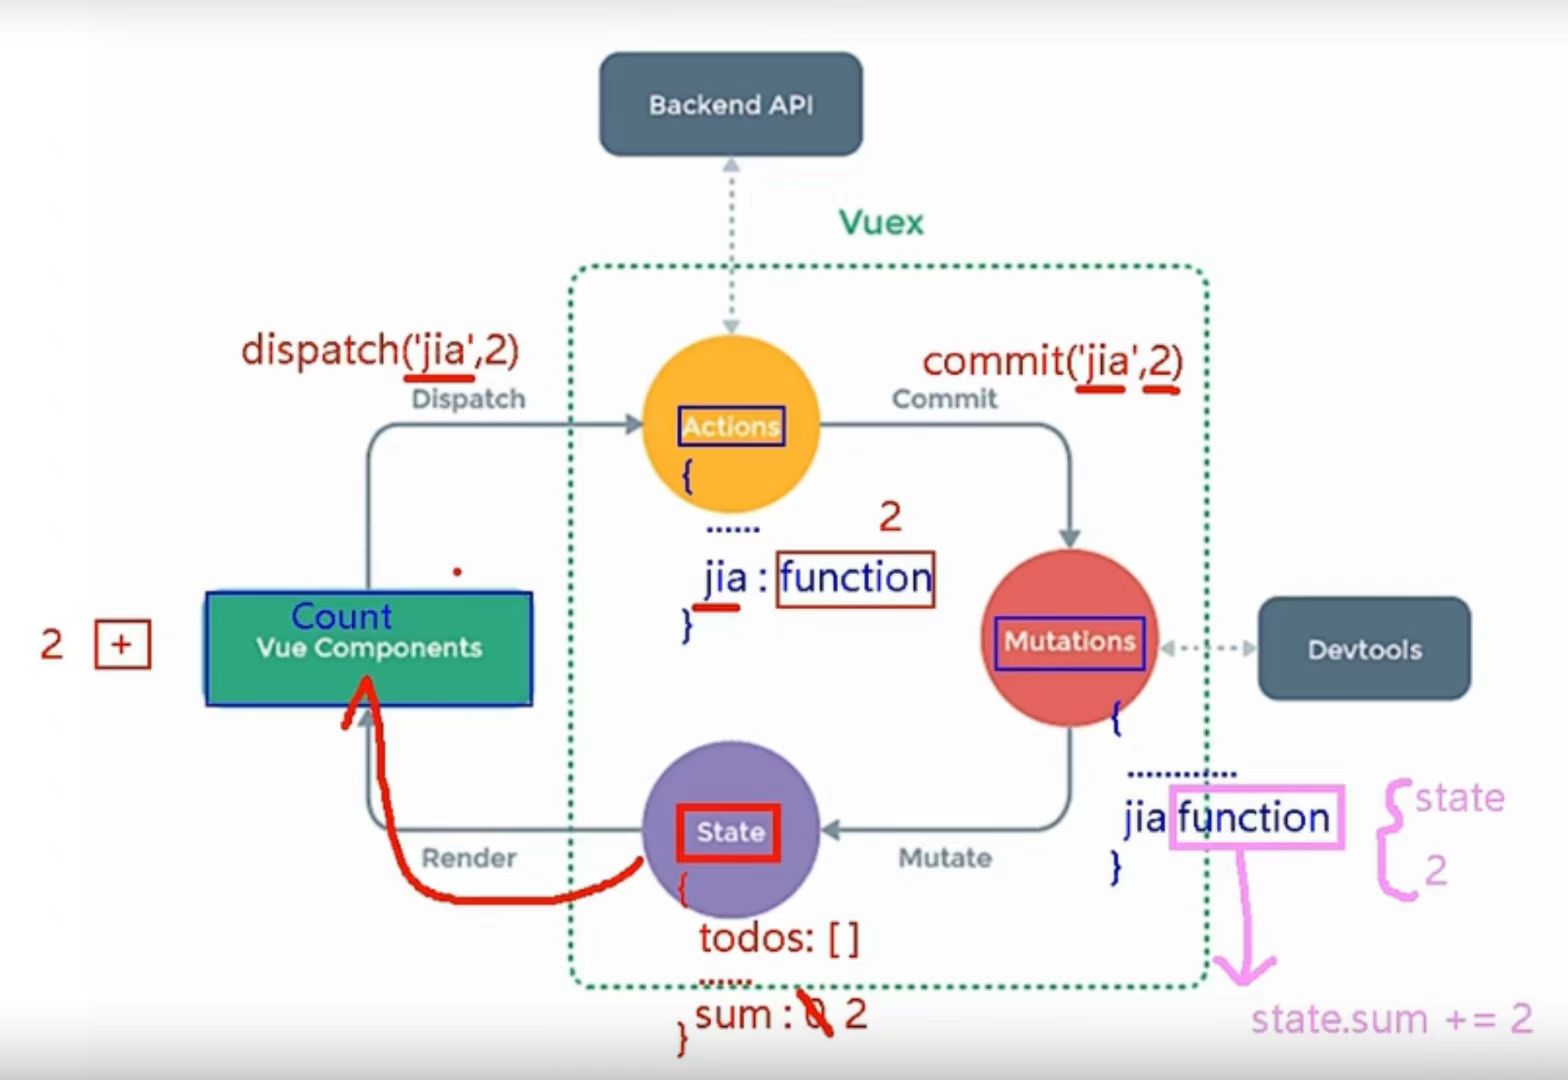 Backend API
Vuex
dispatch('jia',2)
commit('jia',2)
Dispatch
Commit
Actions
{
......
2
jia : function
}
Count
Vue Components
2 +
Mutations
Devtools
{
............
jia function
}
state
2
State
Render
Mutate
{
todos: [ ]
......
sum : 0 2
}
state.sum += 2